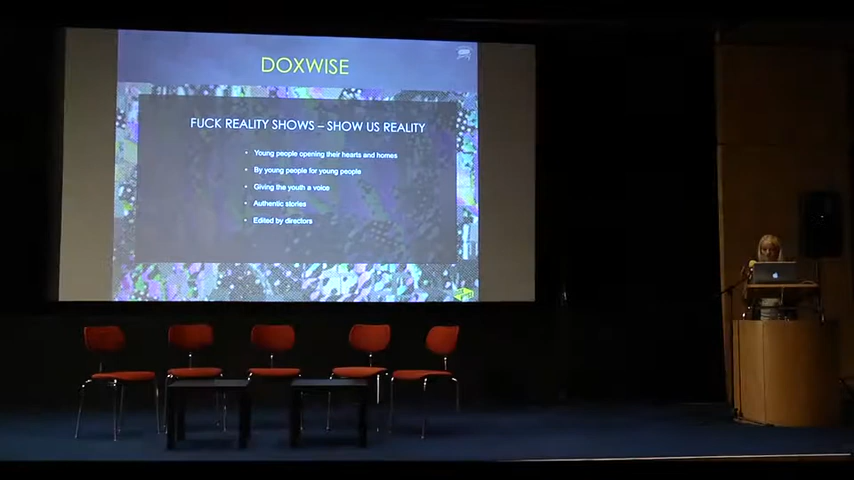 DOXWISE
FUCK REALITY SHOWS – SHOW US REALITY
• Young people opening their hearts and homes
• By young people for young people
• Giving the youth a voice
• Authentic stories
• Edited by directors